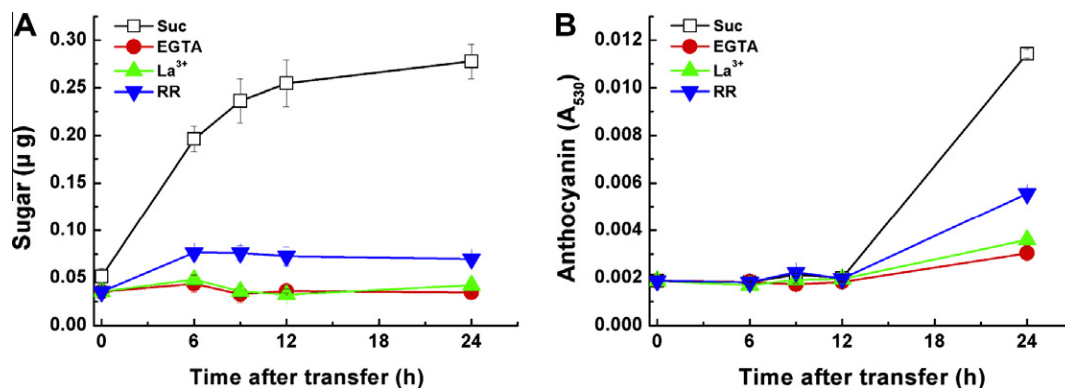 A
Suc
EGTA
La³⁺
RR
Sugar (µ g)
0.30
0.25
0.20
0.15
0.10
0.05
0.00
0 6 12 18 24
Time after transfer (h)
B
Suc
EGTA
La³⁺
RR
Anthocyanin (A₅₃₀)
0.012
0.010
0.008
0.006
0.004
0.002
0.000
0 6 12 18 24
Time after transfer (h)